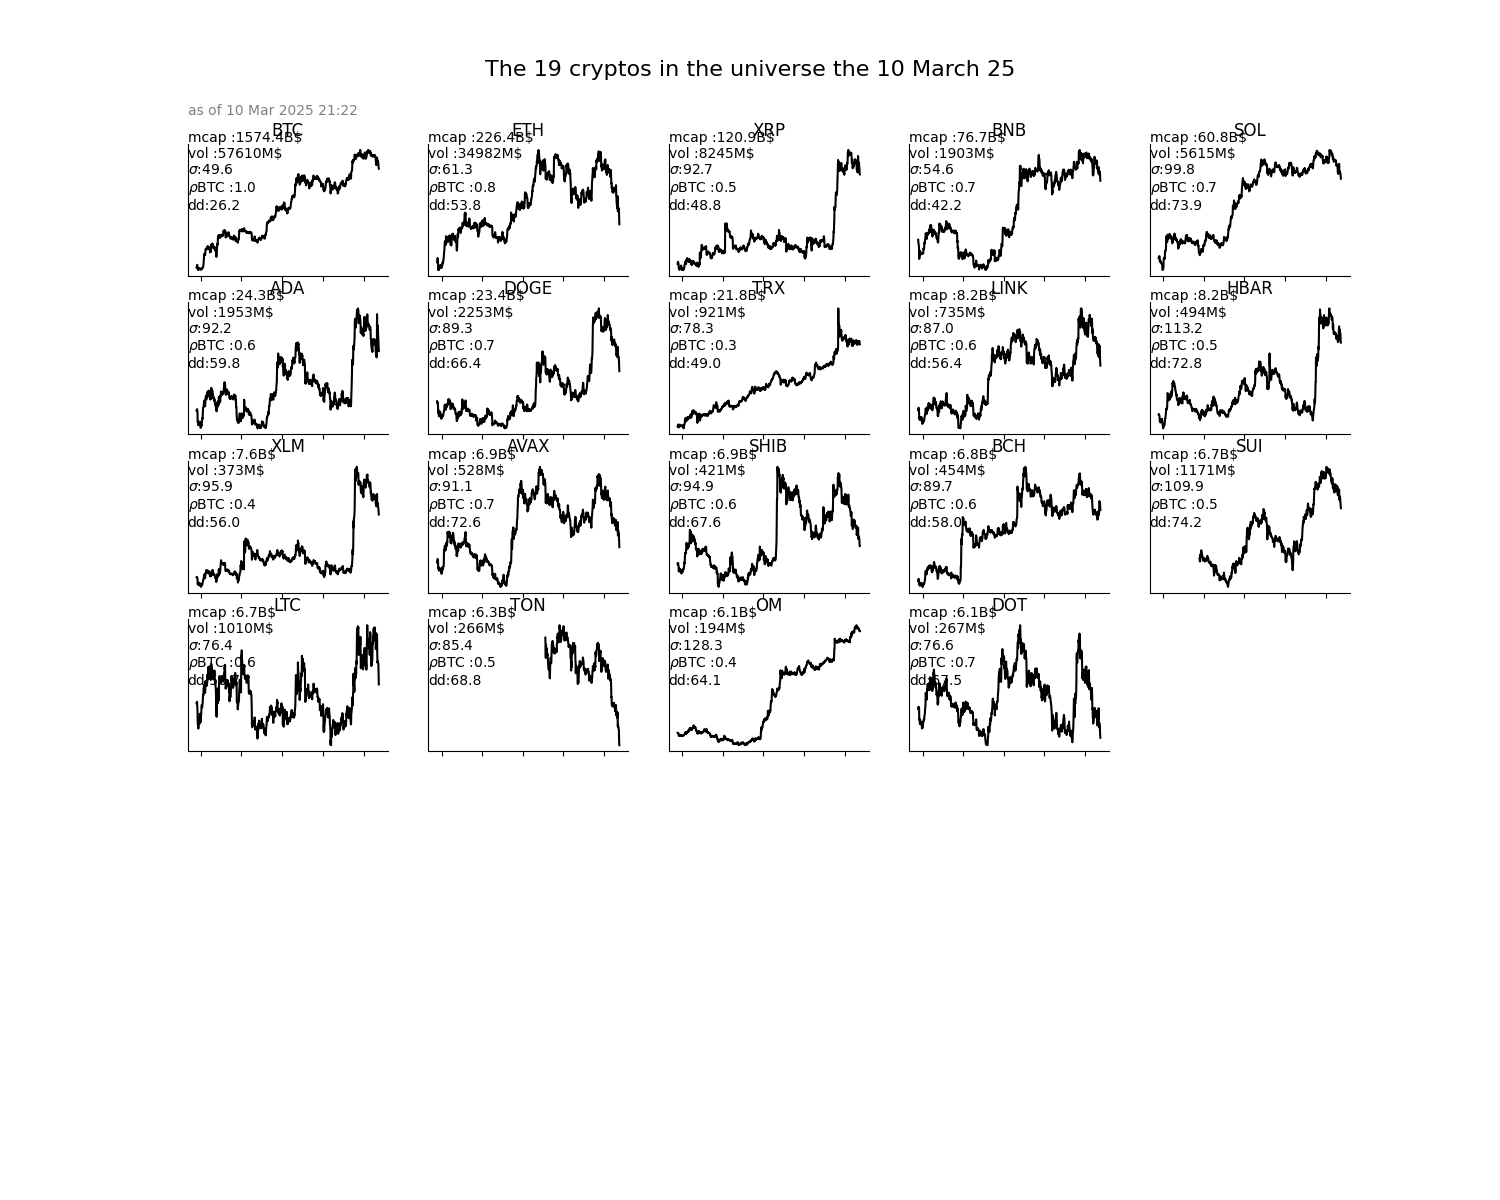 The 19 cryptos in the universe the 10 March 25
as of 10 Mar 2025 21:22
BTC
mcap :1574.4B$
vol :57610M$
σ:49.6
ρBTC :1.0
dd:26.2
ETH
mcap :226.4B$
vol :34982M$
σ:61.3
ρBTC :0.8
dd:53.8
XRP
mcap :120.9B$
vol :8245M$
σ:92.7
ρBTC :0.5
dd:48.8
BNB
mcap :76.7B$
vol :1903M$
σ:54.6
ρBTC :0.7
dd:42.2
SOL
mcap :60.8B$
vol :5615M$
σ:99.8
ρBTC :0.7
dd:73.9
ADA
mcap :24.3B$
vol :1953M$
σ:92.2
ρBTC :0.6
dd:59.8
DOGE
mcap :23.4B$
vol :2253M$
σ:89.3
ρBTC :0.7
dd:66.4
TRX
mcap :21.8B$
vol :921M$
σ:78.3
ρBTC :0.3
dd:49.0
LINK
mcap :8.2B$
vol :735M$
σ:87.0
ρBTC :0.6
dd:56.4
HBAR
mcap :8.2B$
vol :494M$
σ:113.2
ρBTC :0.5
dd:72.8
XLM
mcap :7.6B$
vol :373M$
σ:95.9
ρBTC :0.4
dd:56.0
AVAX
mcap :6.9B$
vol :528M$
σ:91.1
ρBTC :0.7
dd:72.6
SHIB
mcap :6.9B$
vol :421M$
σ:94.9
ρBTC :0.6
dd:67.6
BCH
mcap :6.8B$
vol :454M$
σ:89.7
ρBTC :0.6
dd:58.0
SUI
mcap :6.7B$
vol :1171M$
σ:109.9
ρBTC :0.5
dd:74.2
LTC
mcap :6.7B$
vol :1010M$
σ:76.4
ρBTC :0.6
TON
mcap :6.3B$
vol :266M$
σ:85.4
ρBTC :0.5
dd:68.8
OM
mcap :6.1B$
vol :194M$
σ:128.3
ρBTC :0.4
dd:64.1
DOT
mcap :6.1B$
vol :267M$
σ:76.6
ρBTC :0.7
dd:67.5